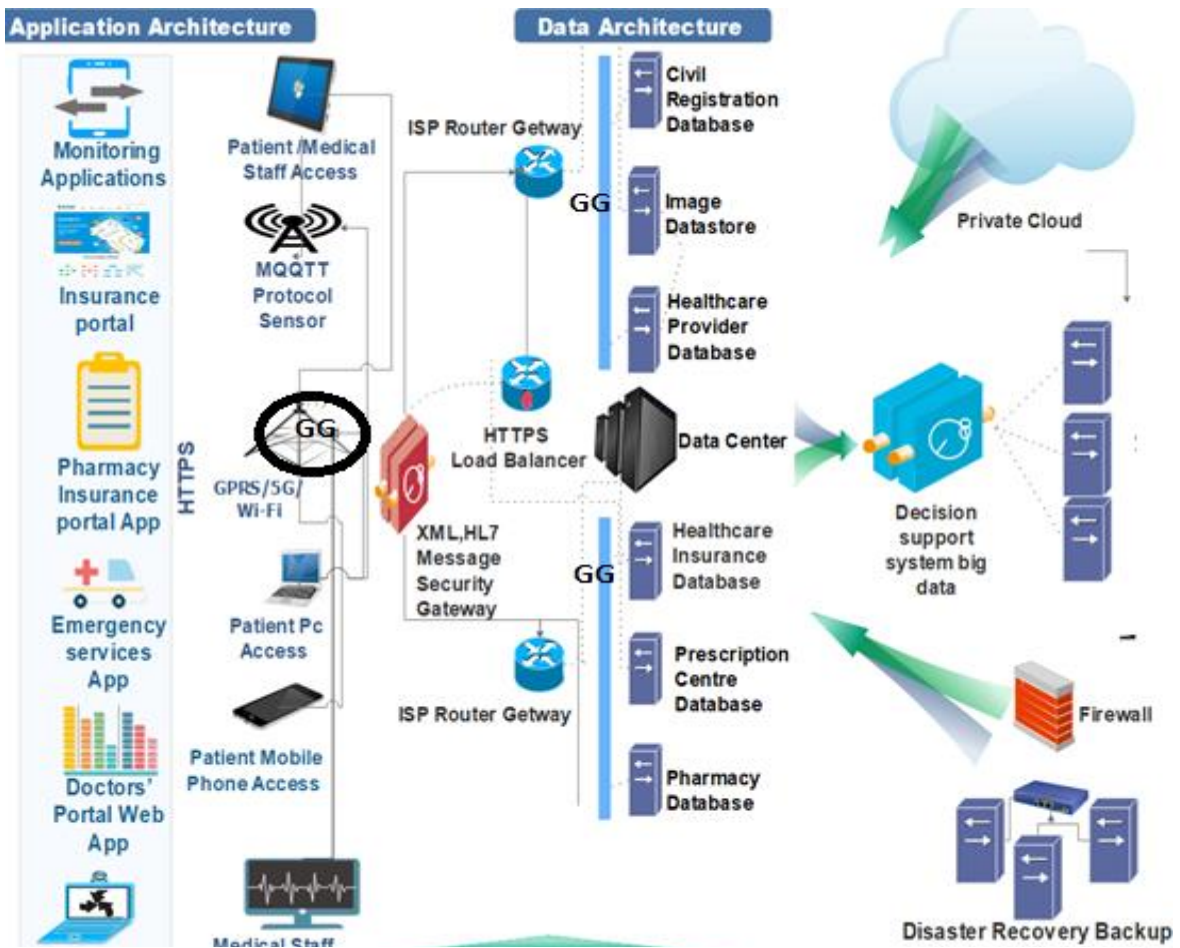 Application Architecture
Monitoring
Applications
Insurance
portal
Pharmacy
Insurance
portal App
Emergency
services
App
Doctors'
Portal Web
App
HTTPS
Patient /Medical
Staff Access
MQQTT
Protocol
Sensor
GG
GPRS/5G/
Wi-Fi
Patient Pc
Access
Patient Mobile
Phone Access
Medical Staff
XML,HL7
Message
Security
Gateway
Data Architecture
ISP Router Getway
GG
HTTPS
Load Balancer
GG
ISP Router Getway
Civil
Registration
Database
Image
Datastore
Healthcare
Provider
Database
Data Center
Healthcare
Insurance
Database
Prescription
Centre
Database
Pharmacy
Database
Private Cloud
Decision
support
system big
data
Firewall
Disaster Recovery Backup